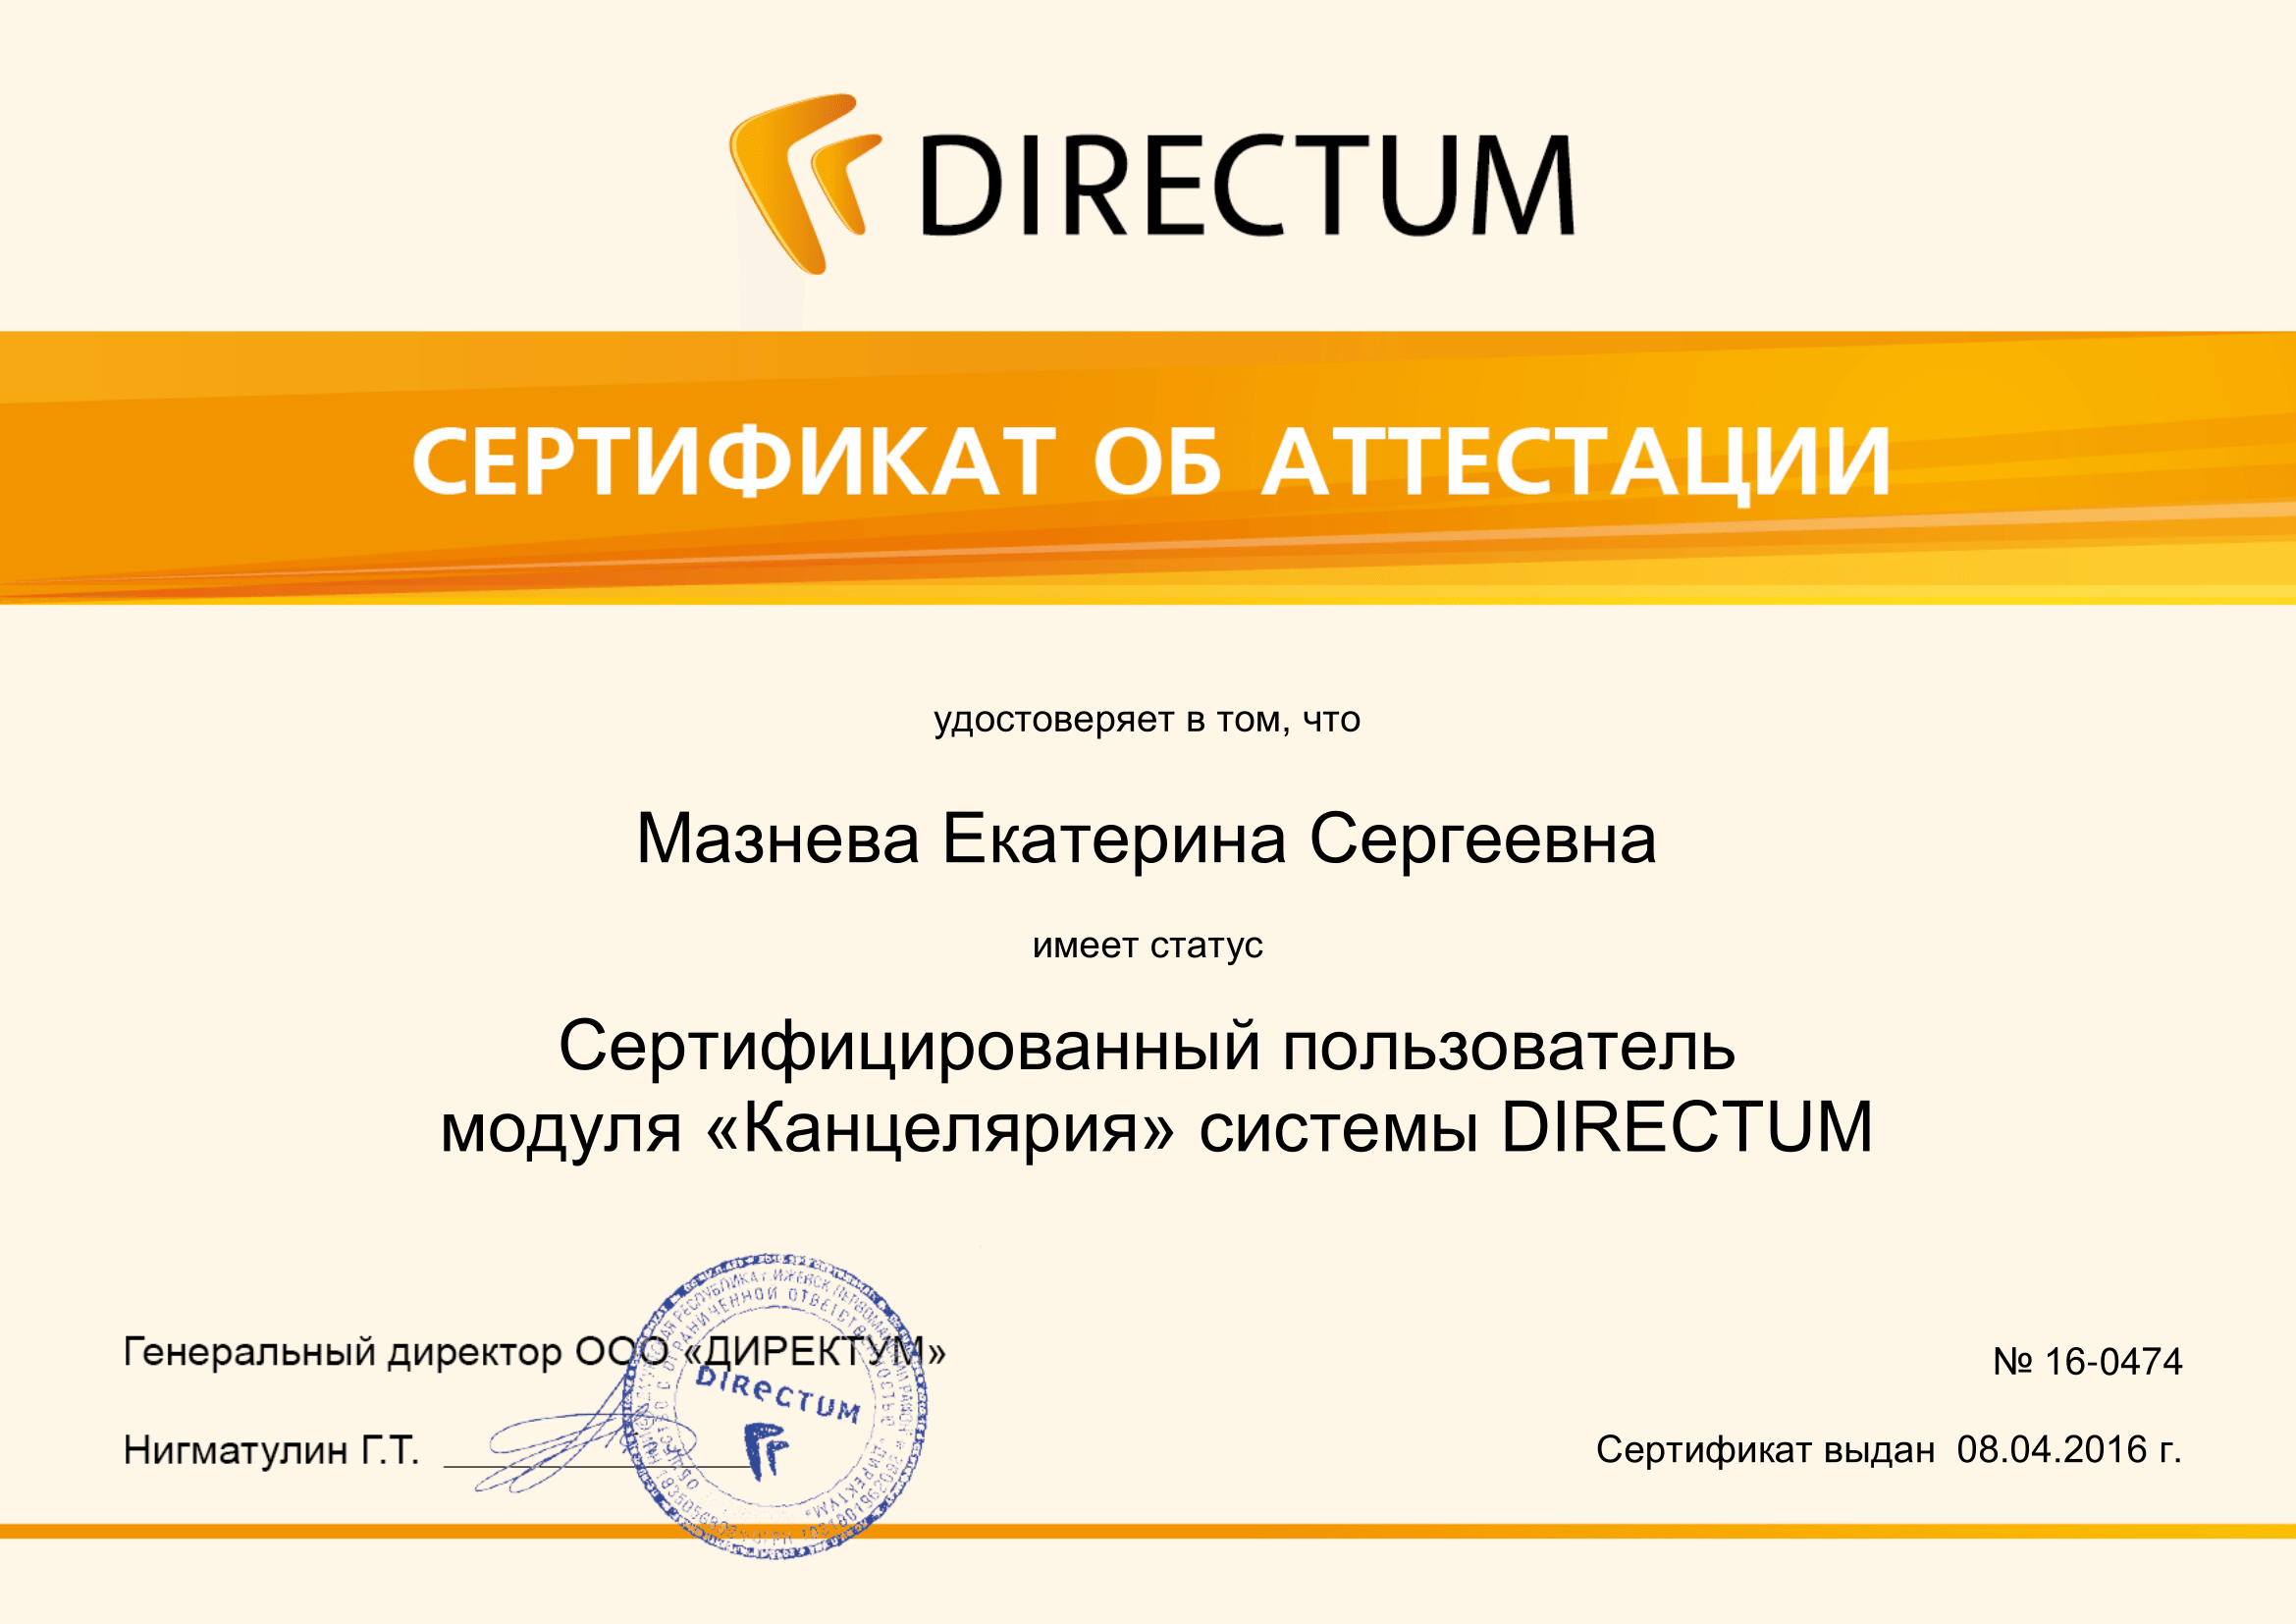 DIRECTUM
СЕРТИФИКАТ ОБ АТТЕСТАЦИИ
удостоверяет в том, что
Мазнева Екатерина Сергеевна
имеет статус
Сертифицированный пользователь
модуля «Канцелярия» системы DIRECTUM
Генеральный директор ООО «ДИРЕКТУМ»
Нигматулин Г.Т.
DIRECTUM
№ 16-0474
Сертификат выдан 08.04.2016 г.